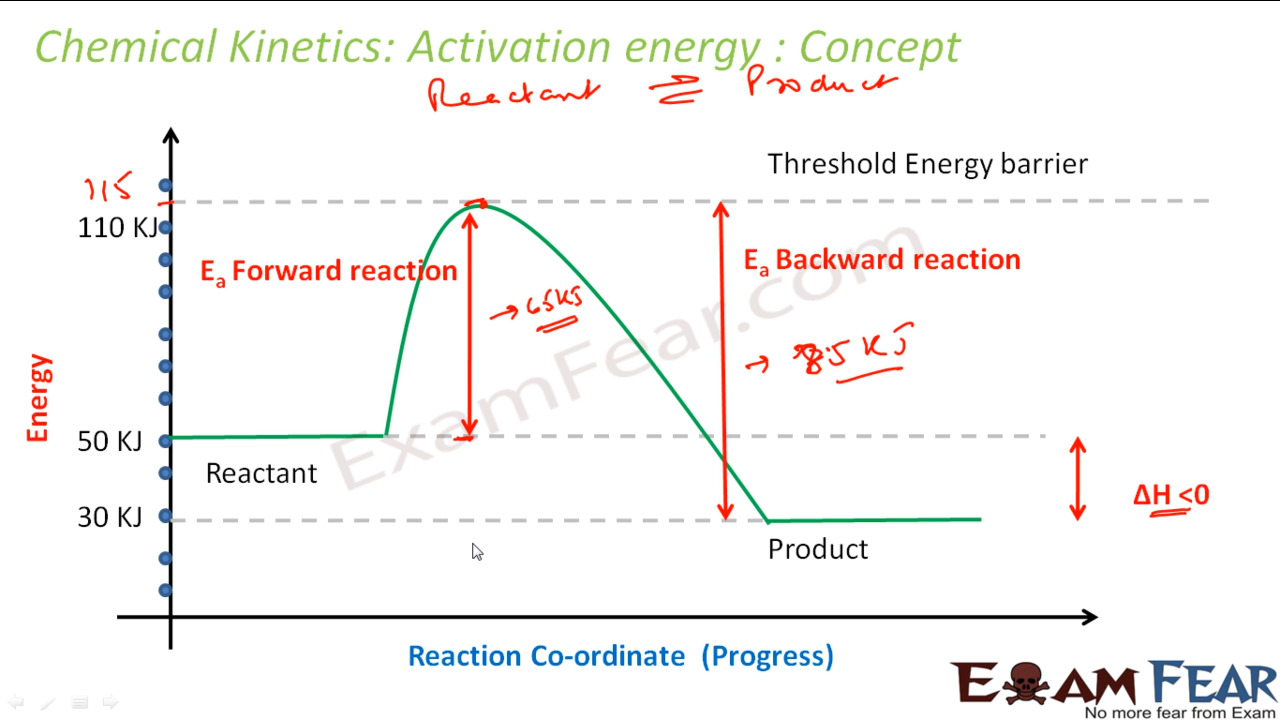 Chemical Kinetics: Activation energy : Concept
Reactant ⇌ Product
Threshold Energy barrier
115
110 KJ
Ea Forward reaction
Ea Backward reaction
→ 65KJ
→ 85 KJ
ExamFear.com
Energy
50 KJ
Reactant
ΔH <0
30 KJ
Product
Reaction Co-ordinate (Progress)
EXAM FEAR
No more fear from Exam